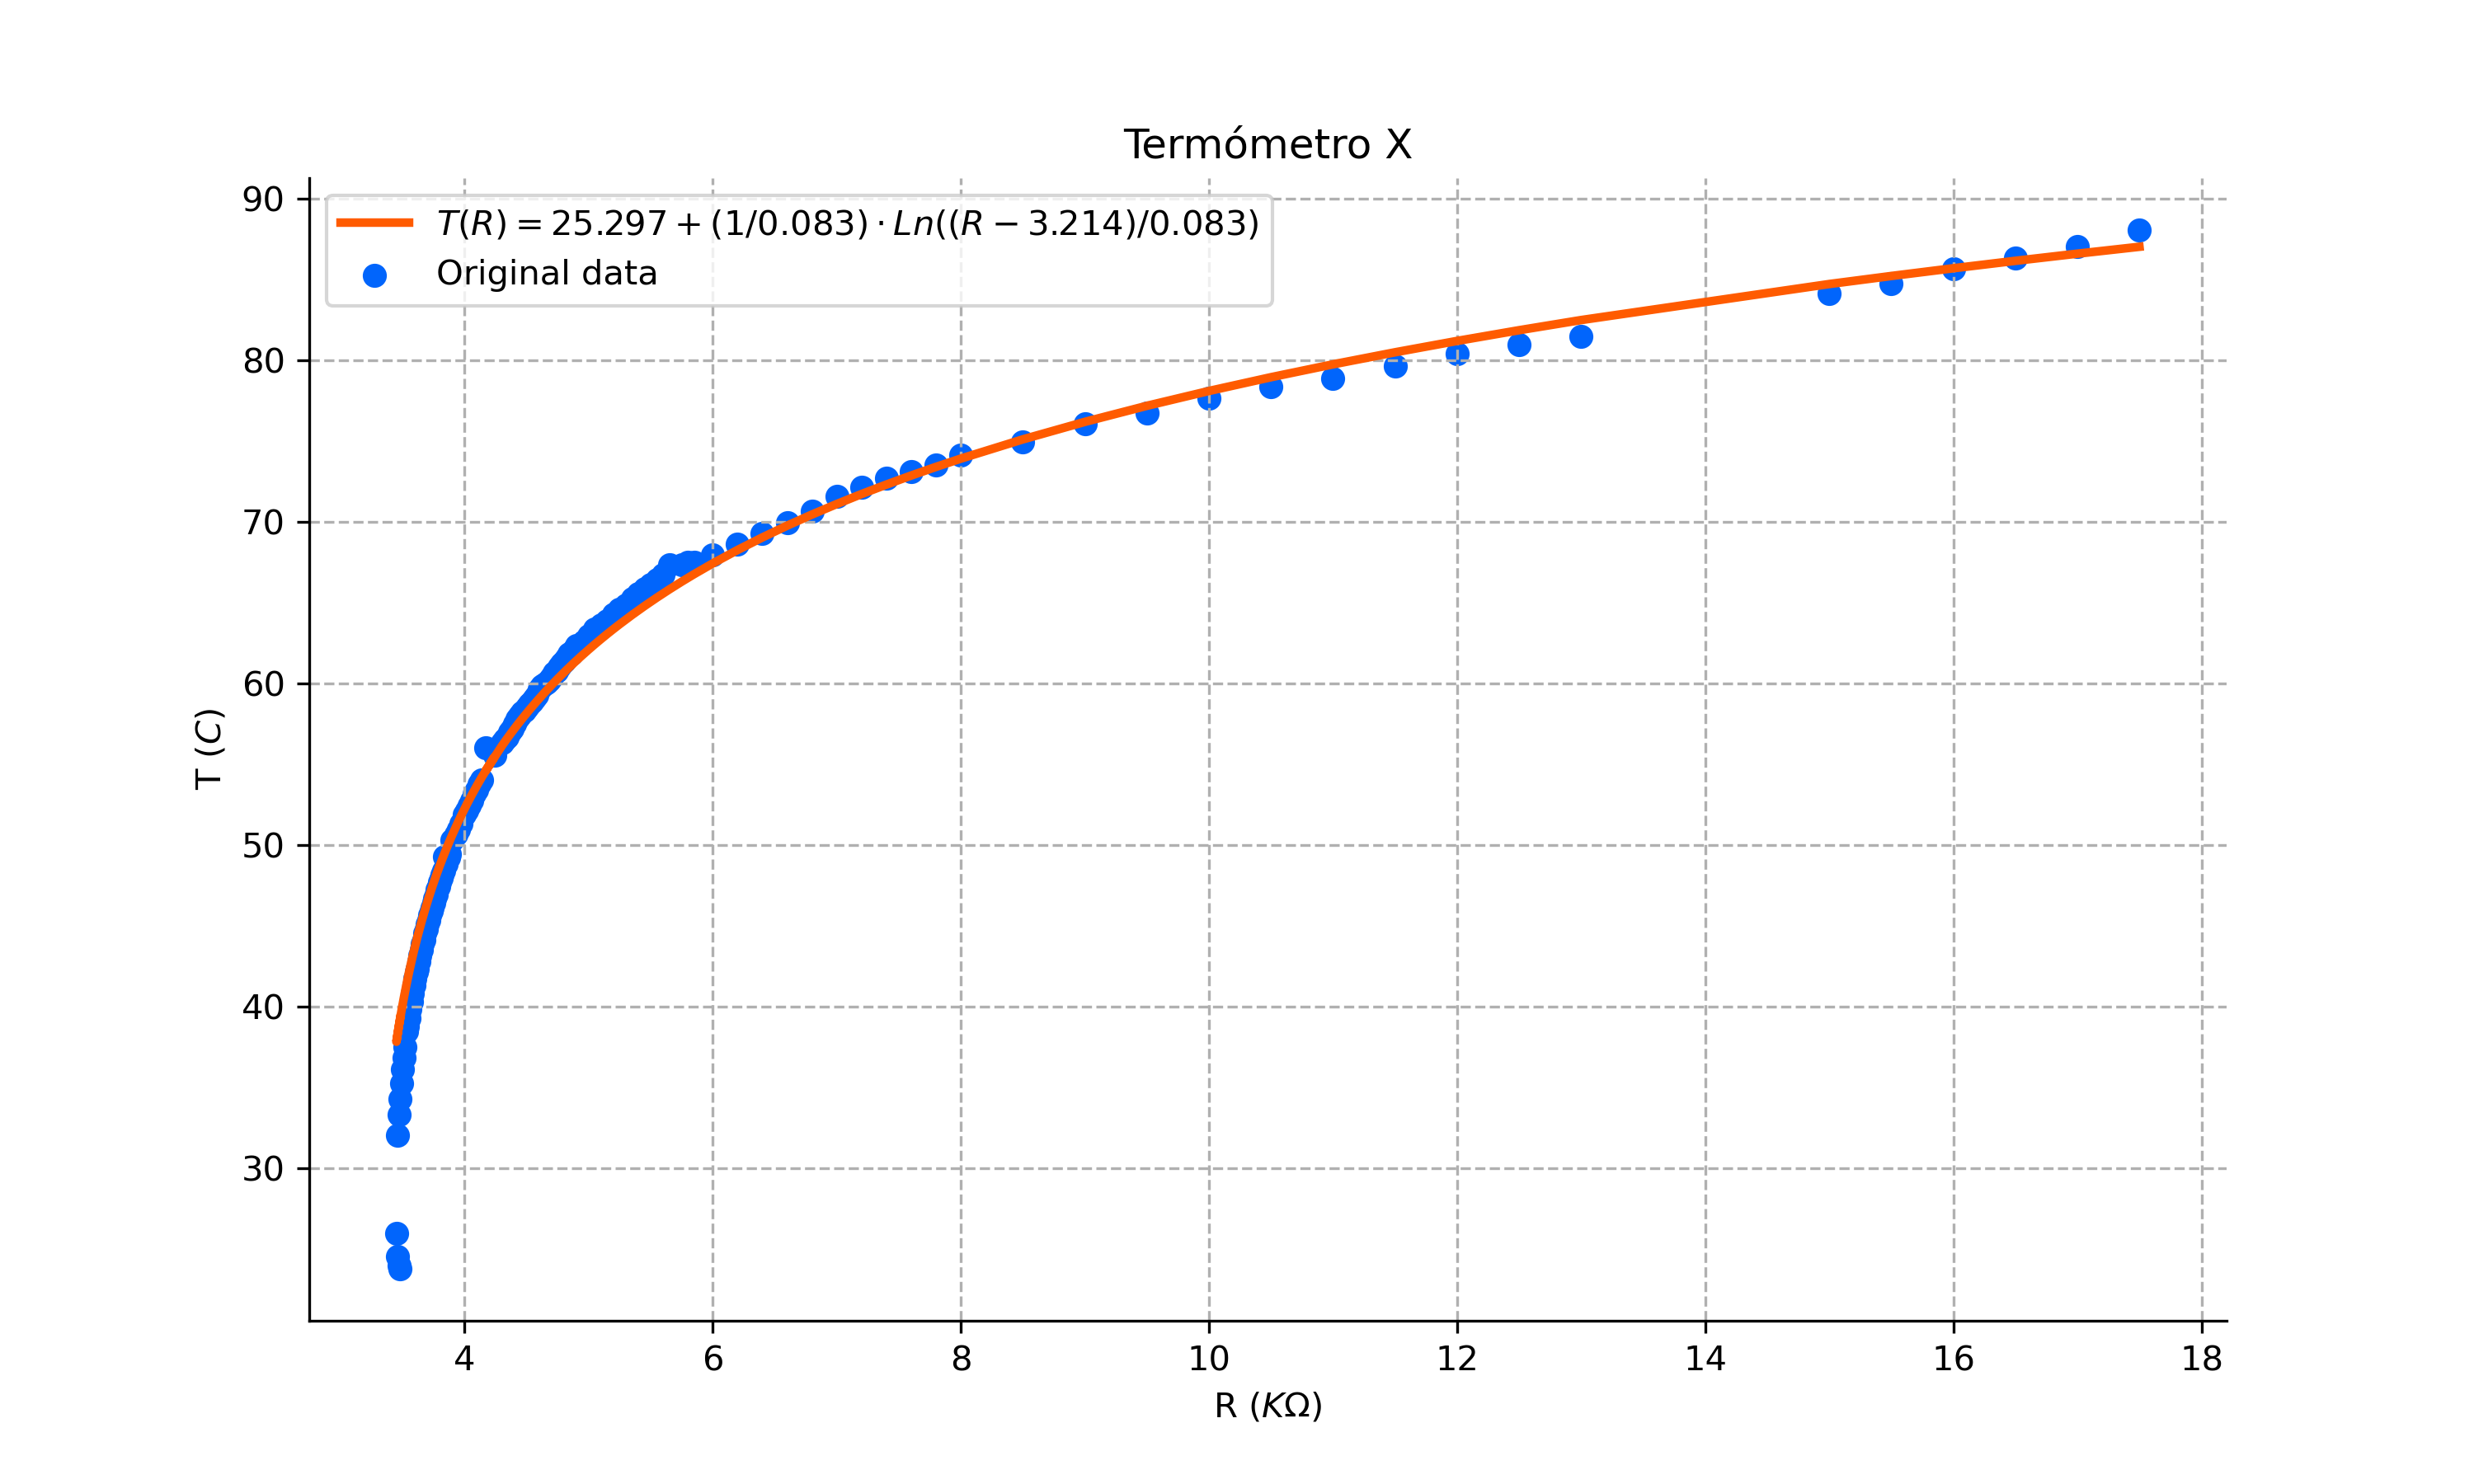 Termómetro X
T(R) = 25.297 + (1/0.083) · Ln((R − 3.214)/0.083)
Original data
90
80
70
60
50
40
30
T (C)
4 6 8 10 12 14 16 18
R (KΩ)